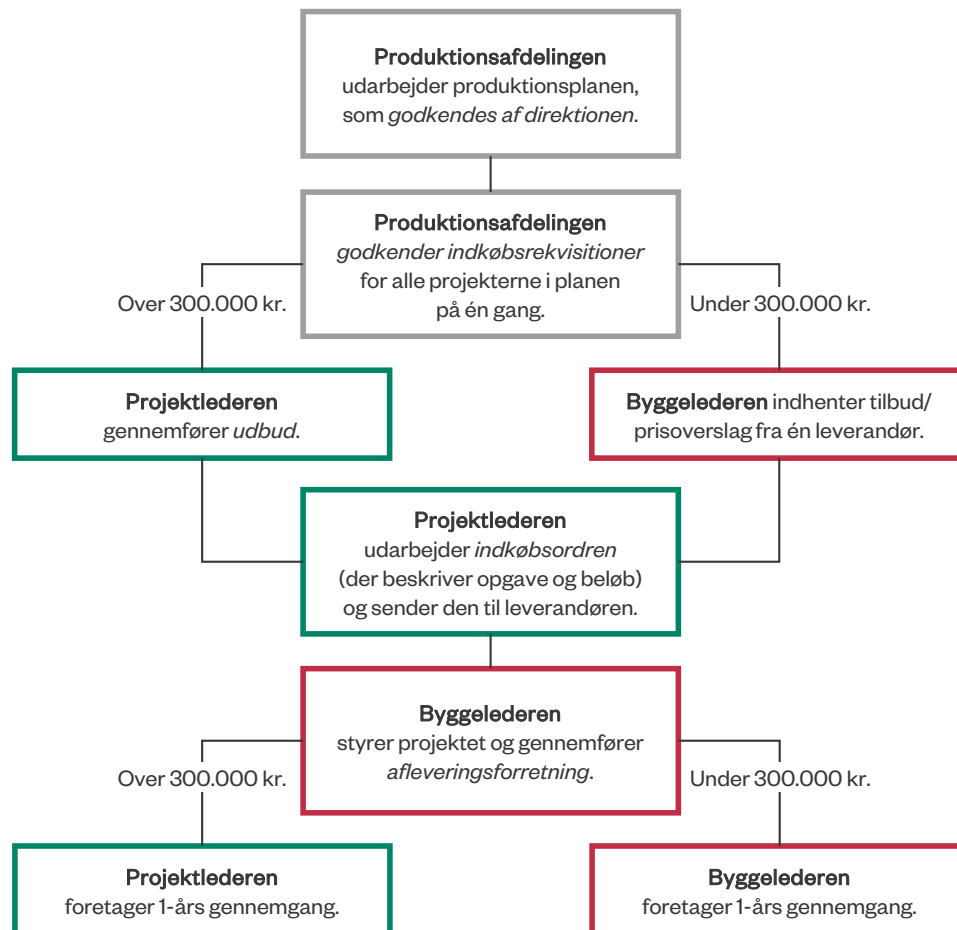 Produktionsafdelingen
udarbejder produktionsplanen,
som godkendes af direktionen.
Produktionsafdelingen
godkender indkøbsrekvisitioner
for alle projekterne i planen
på én gang.
Over 300.000 kr.
Under 300.000 kr.
Projektlederen
gennemfører udbud.
Byggelederen indhenter tilbud/
prisoverslag fra én leverandør.
Projektlederen
udarbejder indkøbsordren
(der beskriver opgave og beløb)
og sender den til leverandøren.
Byggelederen
styrer projektet og gennemfører
afleveringsforretning.
Over 300.000 kr.
Under 300.000 kr.
Projektlederen
foretager 1-års gennemgang.
Byggelederen
foretager 1-års gennemgang.